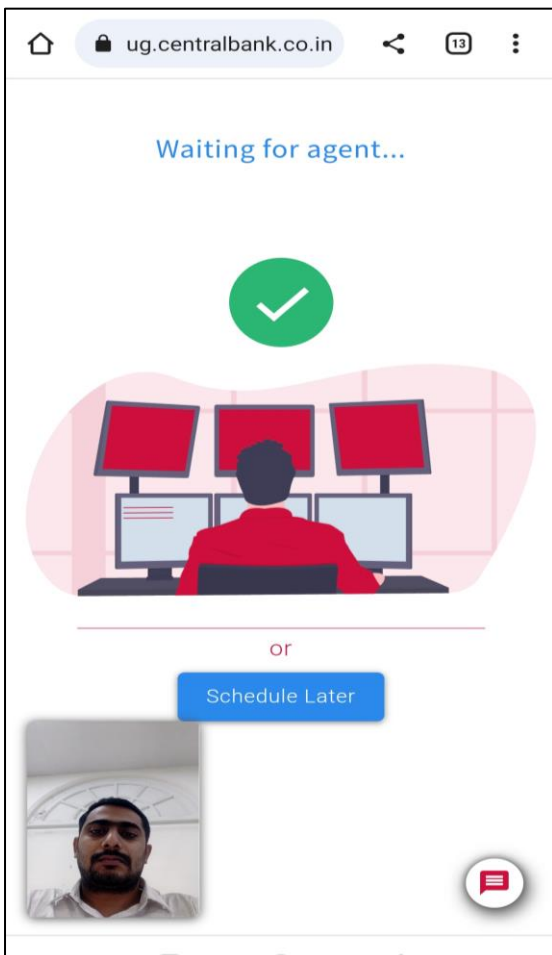 ug.centralbank.co.in
13
Waiting for agent...
or
Schedule Later